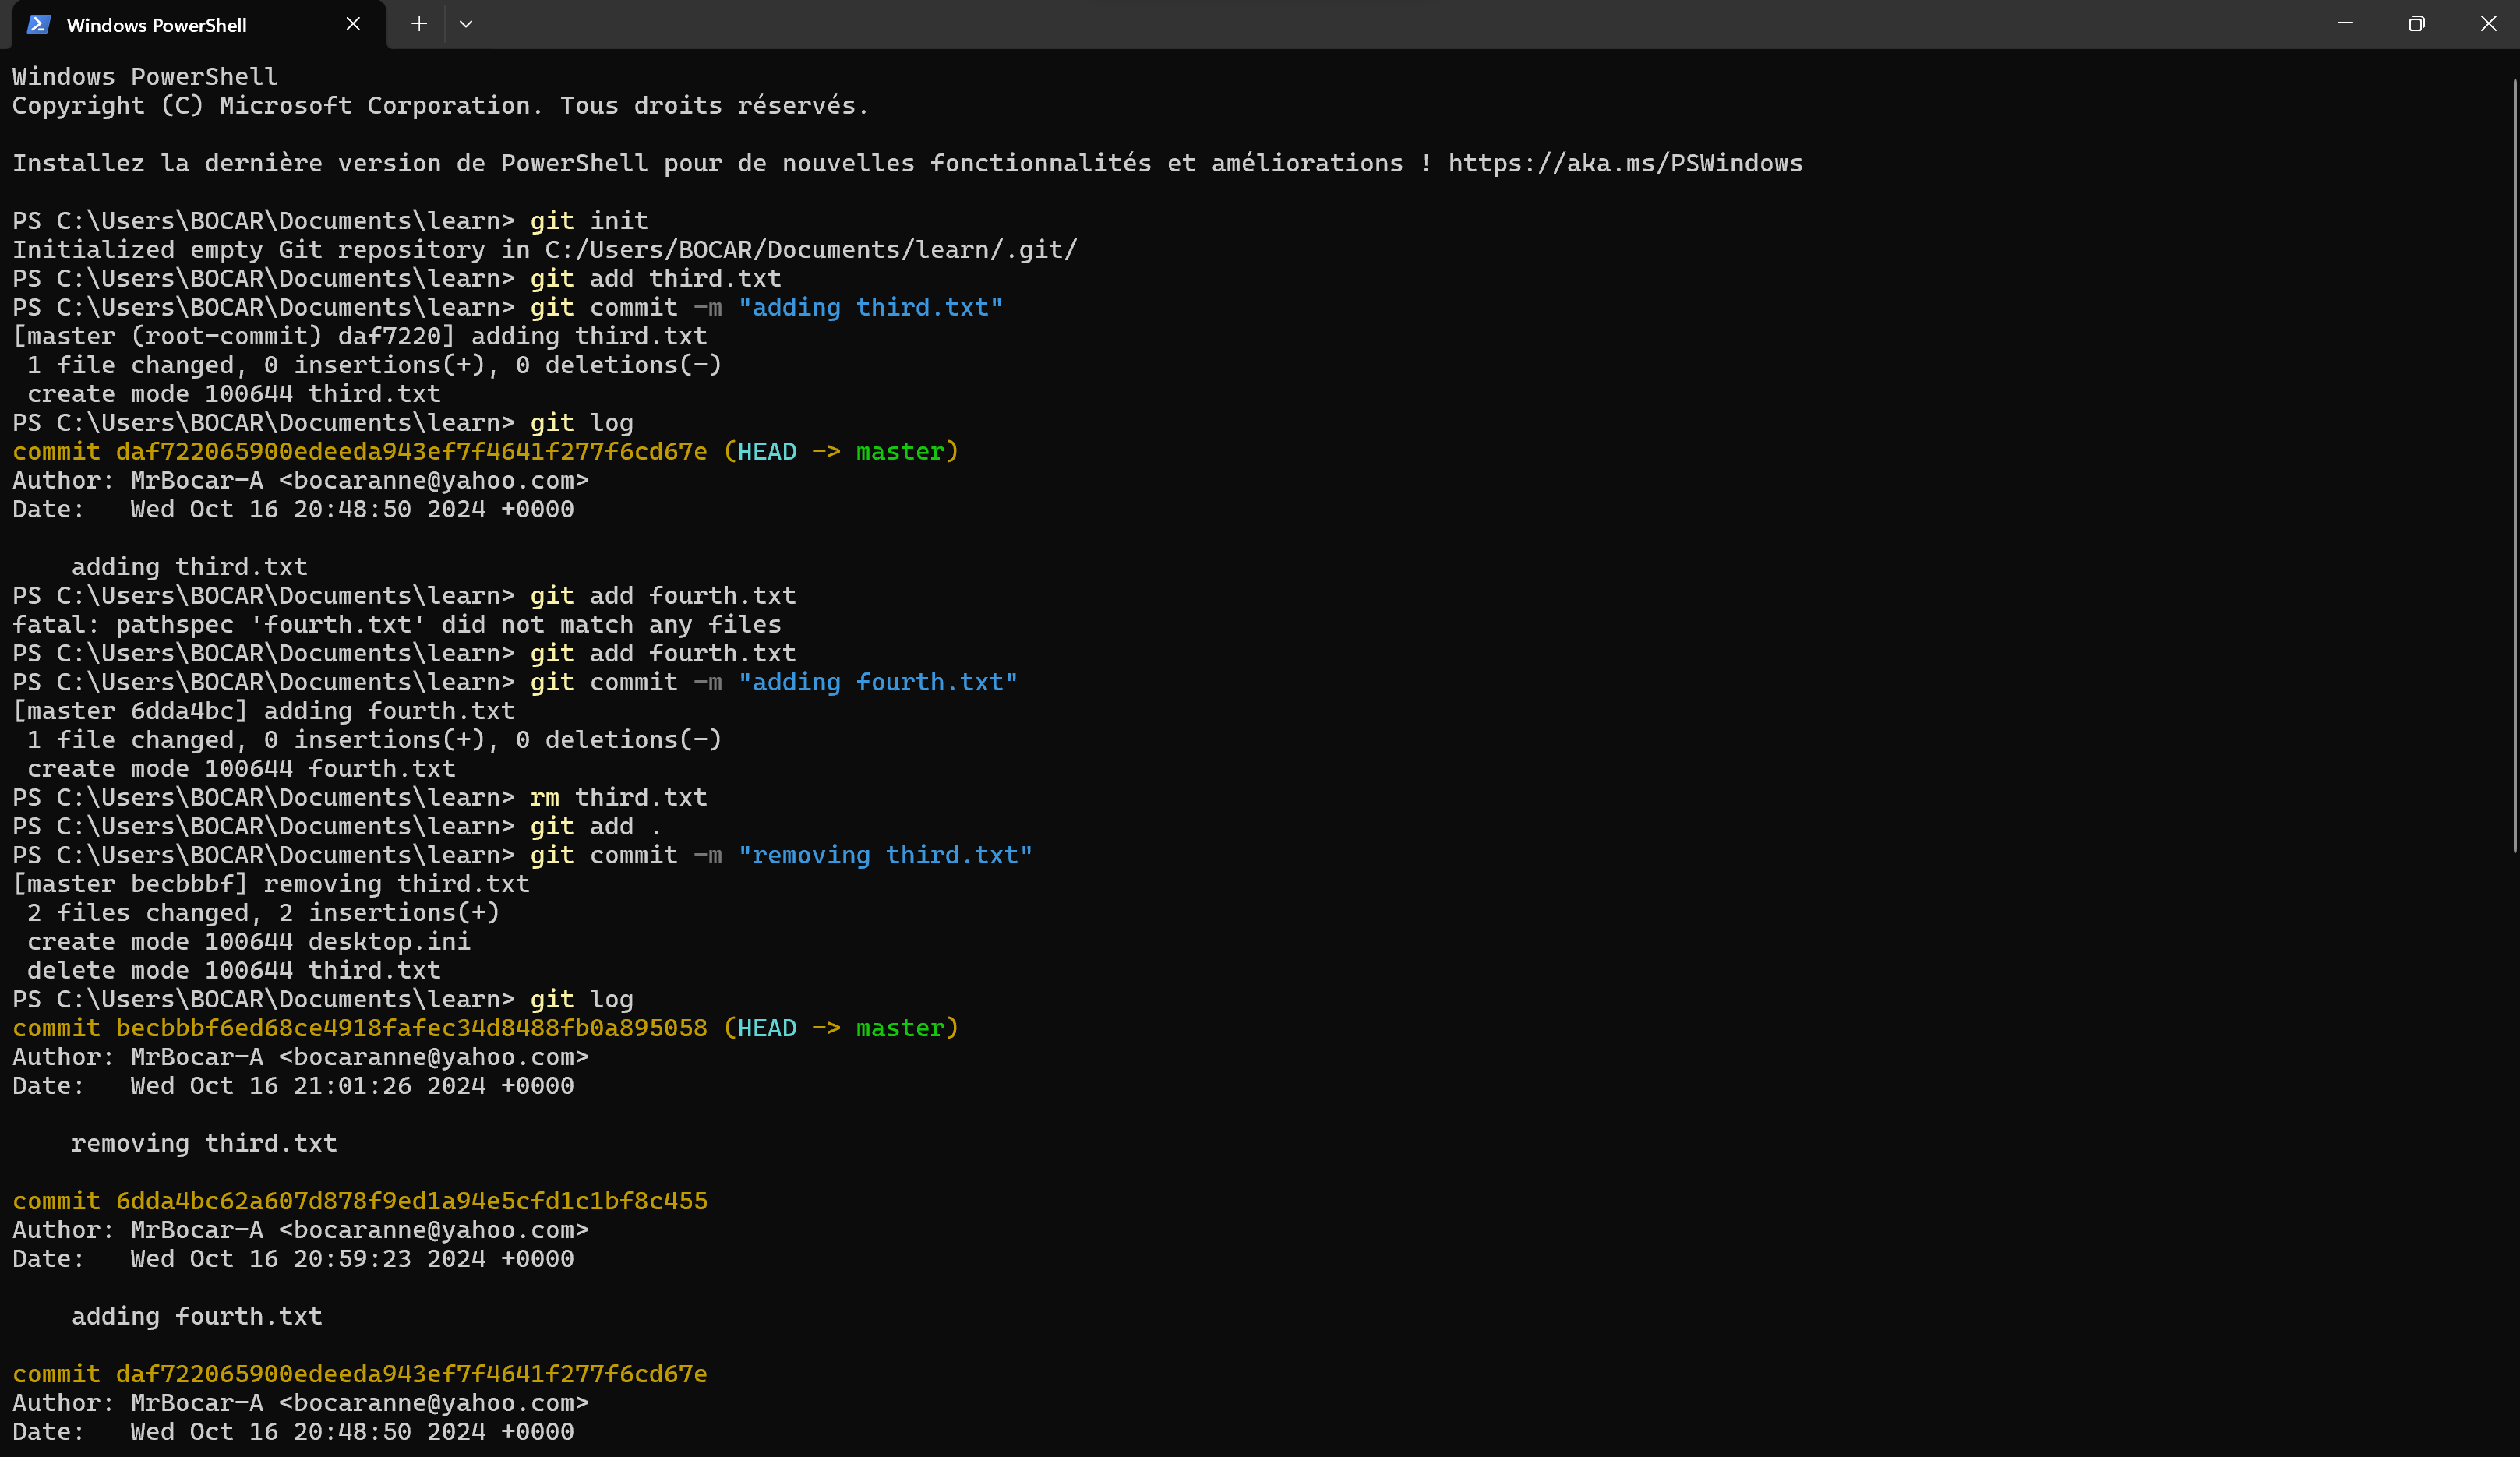 Windows PowerShell
Windows PowerShell
Copyright (C) Microsoft Corporation. Tous droits réservés.
Installez la dernière version de PowerShell pour de nouvelles fonctionnalités et améliorations ! https://aka.ms/PSWindows
PS C:\Users\BOCAR\Documents\learn> git init
Initialized empty Git repository in C:/Users/BOCAR/Documents/learn/.git/
PS C:\Users\BOCAR\Documents\learn> git add third.txt
PS C:\Users\BOCAR\Documents\learn> git commit -m "adding third.txt"
[master (root-commit) daf7220] adding third.txt
 1 file changed, 0 insertions(+), 0 deletions(-)
 create mode 100644 third.txt
PS C:\Users\BOCAR\Documents\learn> git log
commit daf722065900edeeda943ef7f4641f277f6cd67e (HEAD -> master)
Author: MrBocar-A <bocaranne@yahoo.com>
Date:   Wed Oct 16 20:48:50 2024 +0000
    adding third.txt
PS C:\Users\BOCAR\Documents\learn> git add fourth.txt
fatal: pathspec 'fourth.txt' did not match any files
PS C:\Users\BOCAR\Documents\learn> git add fourth.txt
PS C:\Users\BOCAR\Documents\learn> git commit -m "adding fourth.txt"
[master 6dda4bc] adding fourth.txt
 1 file changed, 0 insertions(+), 0 deletions(-)
 create mode 100644 fourth.txt
PS C:\Users\BOCAR\Documents\learn> rm third.txt
PS C:\Users\BOCAR\Documents\learn> git add .
PS C:\Users\BOCAR\Documents\learn> git commit -m "removing third.txt"
[master becbbbf] removing third.txt
 2 files changed, 2 insertions(+)
 create mode 100644 desktop.ini
 delete mode 100644 third.txt
PS C:\Users\BOCAR\Documents\learn> git log
commit becbbbf6ed68ce4918fafec34d8488fb0a895058 (HEAD -> master)
Author: MrBocar-A <bocaranne@yahoo.com>
Date:   Wed Oct 16 21:01:26 2024 +0000
    removing third.txt
commit 6dda4bc62a607d878f9ed1a94e5cfd1c1bf8c455
Author: MrBocar-A <bocaranne@yahoo.com>
Date:   Wed Oct 16 20:59:23 2024 +0000
    adding fourth.txt
commit daf722065900edeeda943ef7f4641f277f6cd67e
Author: MrBocar-A <bocaranne@yahoo.com>
Date:   Wed Oct 16 20:48:50 2024 +0000